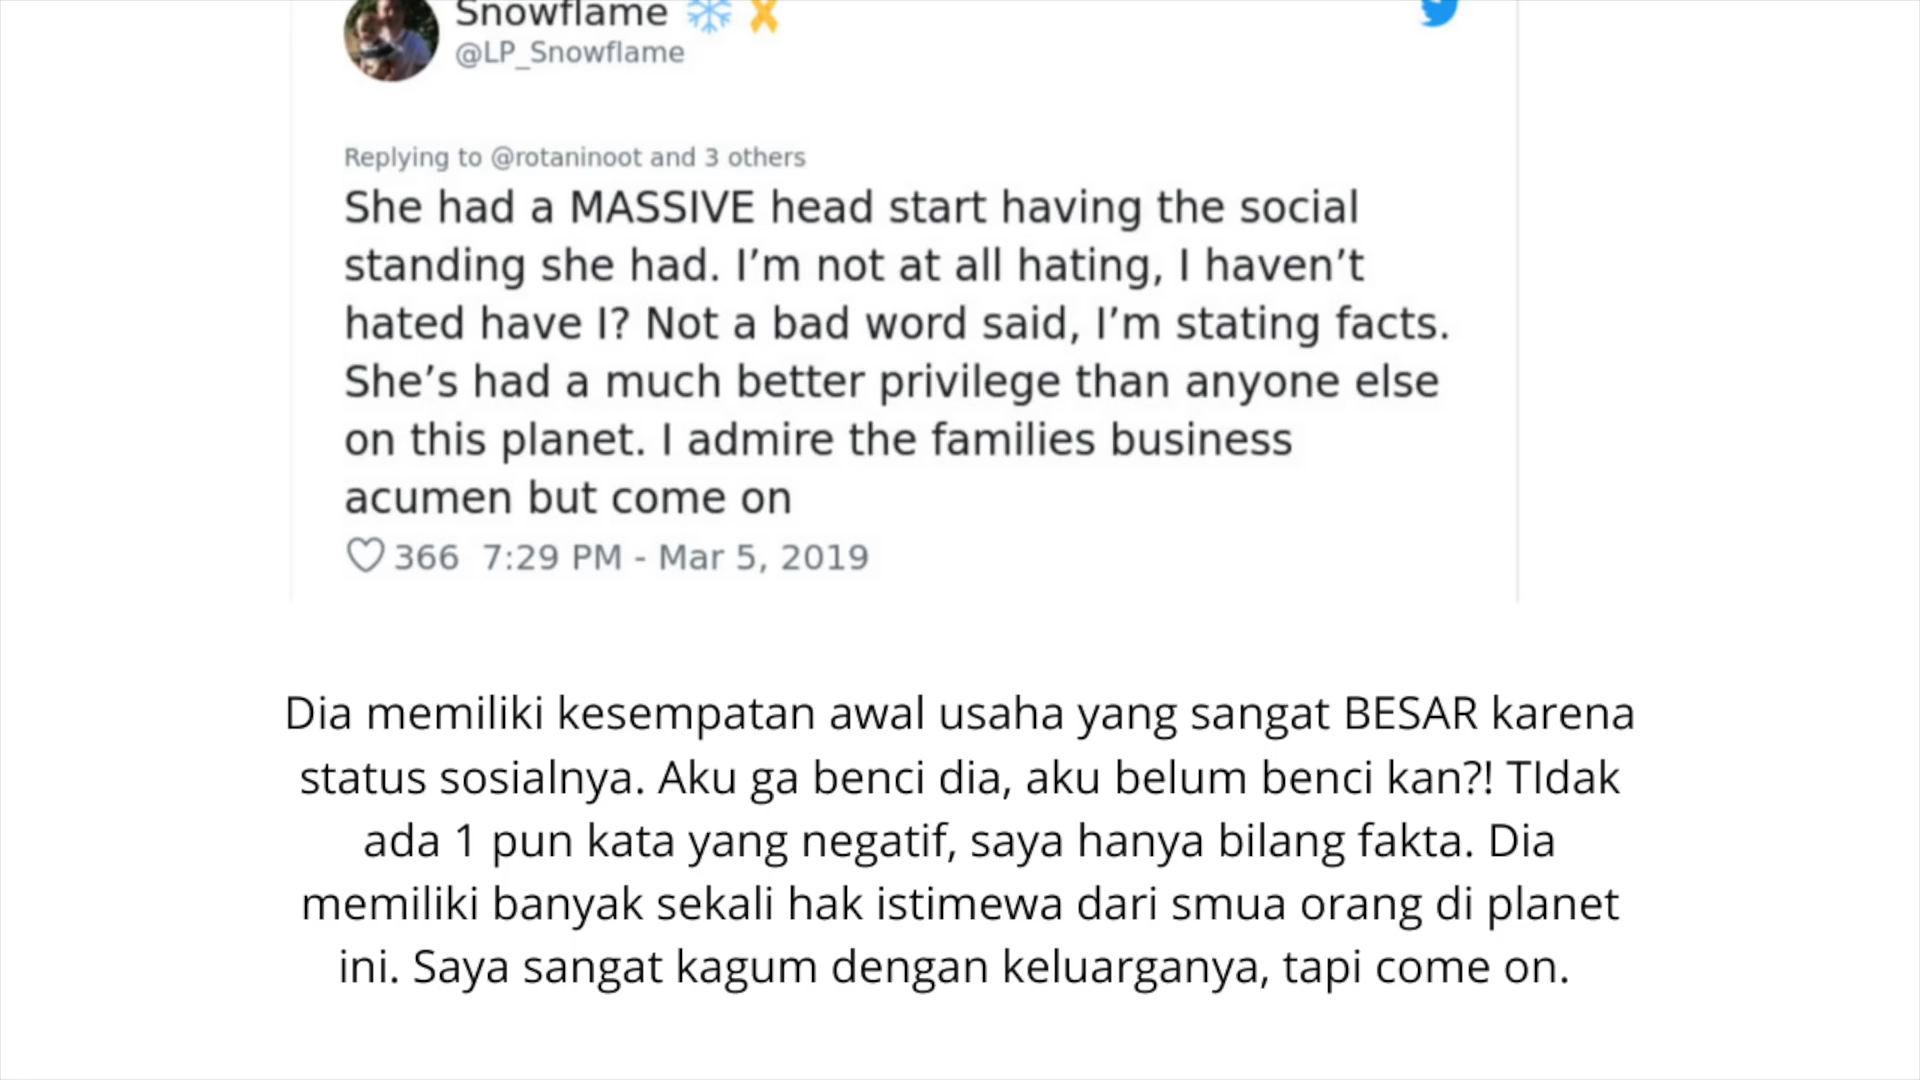 Snowflame ❄️ 🎗
@LP_Snowflame
Replying to @rotaninoot and 3 others
She had a MASSIVE head start having the social
standing she had. I’m not at all hating, I haven’t
hated have I? Not a bad word said, I’m stating facts.
She’s had a much better privilege than anyone else
on this planet. I admire the families business
acumen but come on
♡ 366 7:29 PM - Mar 5, 2019
Dia memiliki kesempatan awal usaha yang sangat BESAR karena
status sosialnya. Aku ga benci dia, aku belum benci kan?! TIdak
ada 1 pun kata yang negatif, saya hanya bilang fakta. Dia
memiliki banyak sekali hak istimewa dari smua orang di planet
ini. Saya sangat kagum dengan keluarganya, tapi come on.